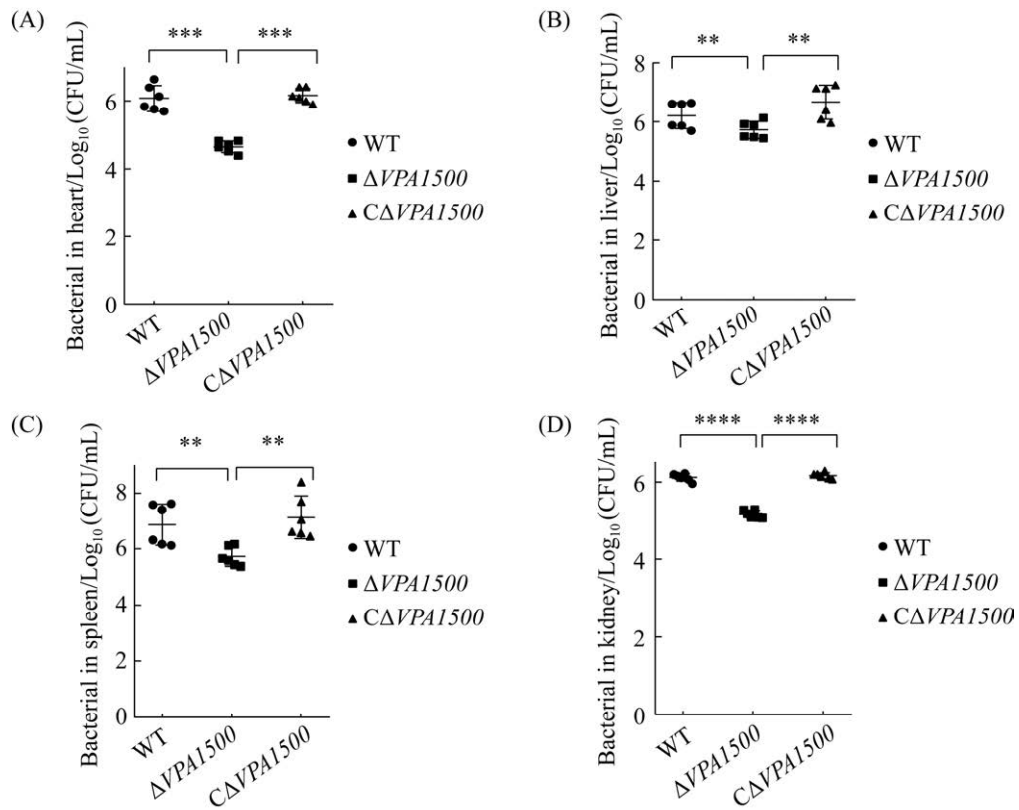 (A)
Bacterial in heart/Log₁₀ (CFU/mL)
*** ***
6
4
2
6
WT
ΔVPA1500
CΔVPA1500
WT
ΔVPA1500
CΔVPA1500
(B)
Bacterial in liver/Log₁₀ (CFU/mL)
** **
8
6
4
2
0
WT
ΔVPA1500
CΔVPA1500
WT
ΔVPA1500
CΔVPA1500
(C)
Bacterial in spleen/Log₁₀ (CFU/mL)
** **
8
6
4
2
0
WT
ΔVPA1500
CΔVPA1500
WT
ΔVPA1500
CΔVPA1500
(D)
Bacterial in kidney/Log₁₀ (CFU/mL)
**** ****
6
4
2
0
WT
ΔVPA1500
CΔVPA1500
WT
ΔVPA1500
CΔVPA1500